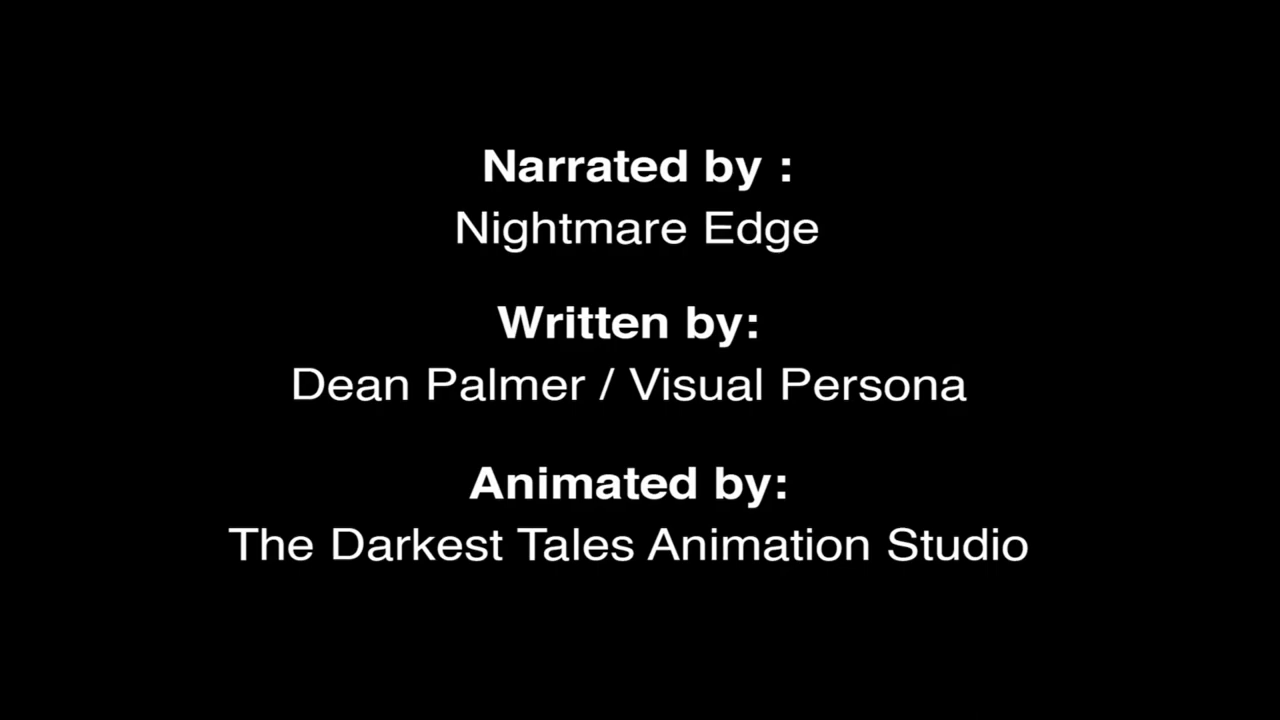 Narrated by :
Nightmare Edge
Written by:
Dean Palmer / Visual Persona
Animated by:
The Darkest Tales Animation Studio